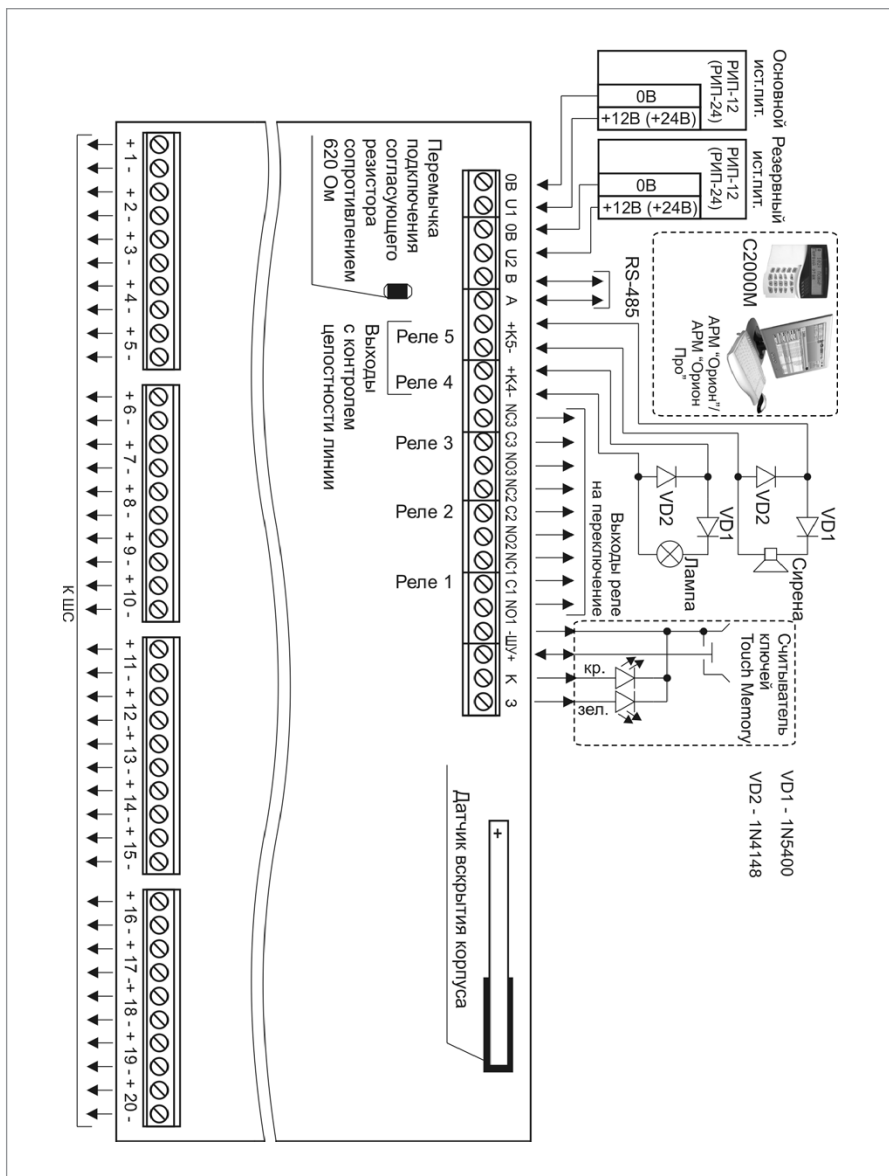 Основной
ист.пит.
РИП-12
(РИП-24)
0В
+12В (+24В)
Резервный
ист.пит.
РИП-12
(РИП-24)
0В
+12В (+24В)
RS-485
С2000М
АРМ "Орион"/
АРМ "Орион
Про"
VD2
VD1
Лампа
VD2
VD1
Сирена
Выходы реле
на переключение
Считыватель
ключей
Touch Memory
кр.
зел.
VD1 - 1N5400
VD2 - 1N4148
0В U1 0В U2 В А +К5- +К4- NC3 C3 NO3 NC2 C2 NO2 NC1 C1 NO1 -ШУ+ К З
Перемычка
подключения
согласующего
резистора
сопротивлением
620 Ом
Реле 5
Реле 4
Выходы
с контролем
целостности линии
Реле 3
Реле 2
Реле 1
Датчик вскрытия корпуса
+
+ 1 - + 2 - + 3 - + 4 - + 5 -
+ 6 - + 7 - + 8 - + 9 - + 10 -
+ 11 - + 12 -+ 13 - + 14 - + 15 -
+ 16 - + 17 -+ 18 - + 19 - + 20 -
К ШС